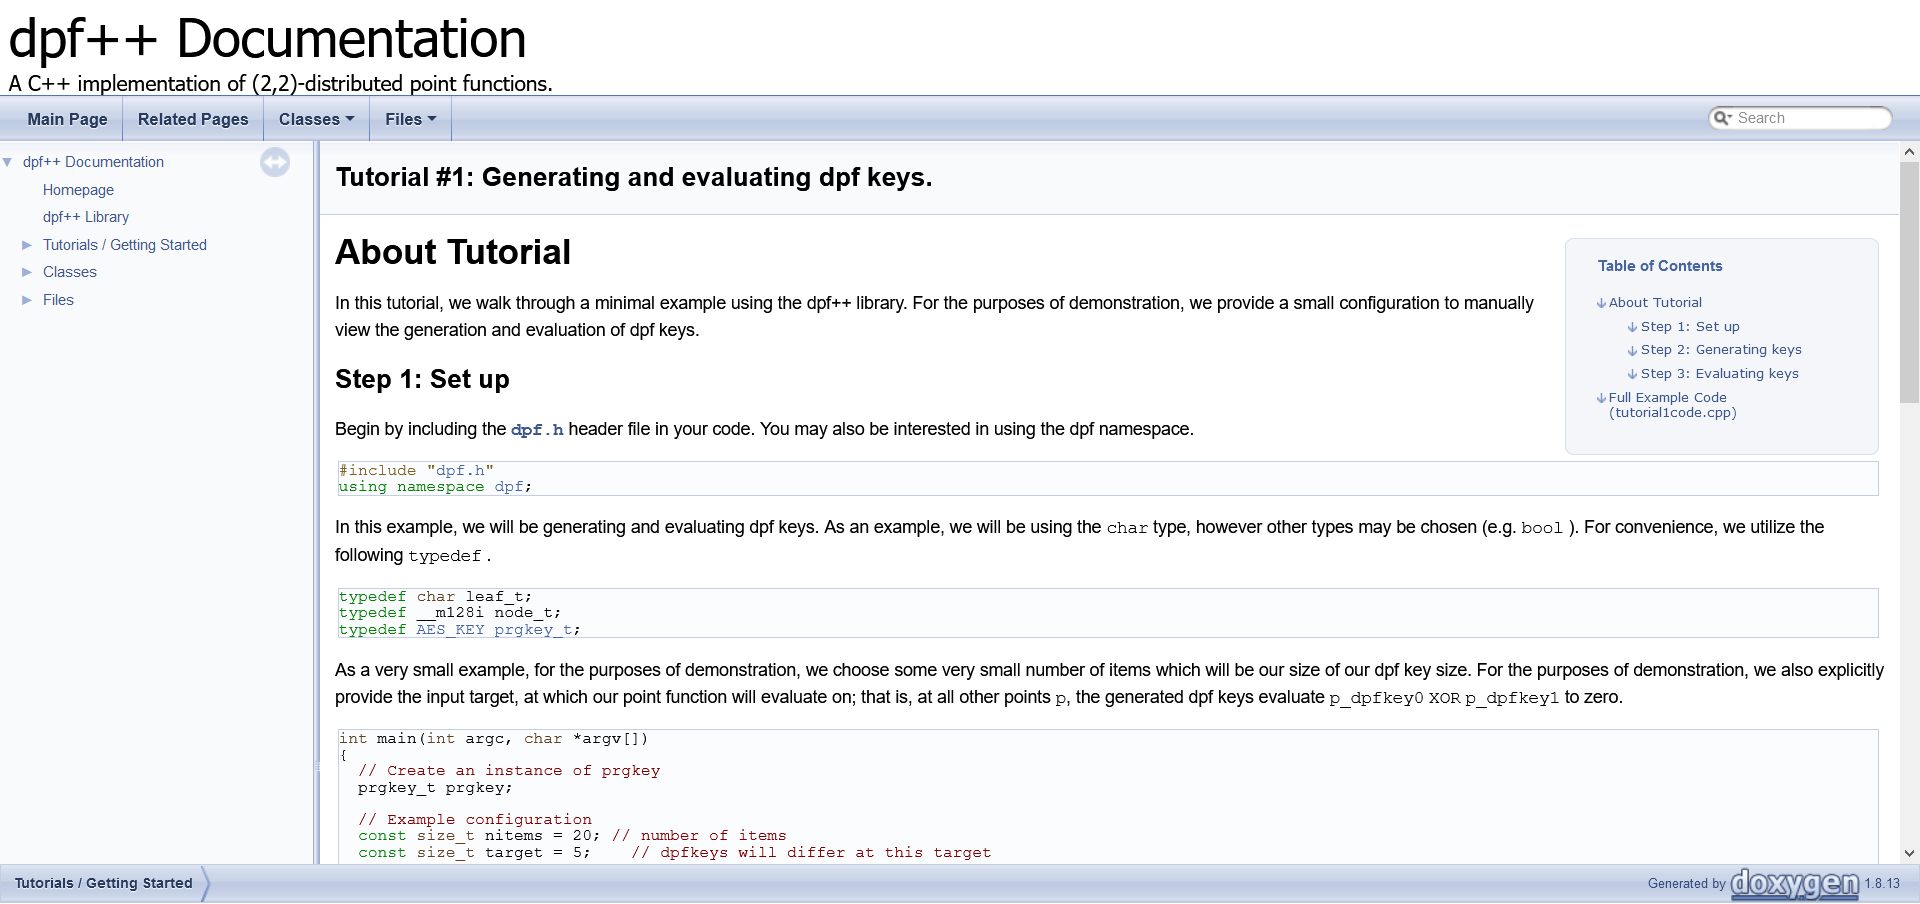 dpf++ Documentation
A C++ implementation of (2,2)-distributed point functions.
Main Page
Related Pages
Classes
Files
Search
dpf++ Documentation
Homepage
dpf++ Library
Tutorials / Getting Started
Classes
Files
Tutorial #1: Generating and evaluating dpf keys.
About Tutorial
In this tutorial, we walk through a minimal example using the dpf++ library. For the purposes of demonstration, we provide a small configuration to manually
view the generation and evaluation of dpf keys.
Table of Contents
About Tutorial
Step 1: Set up
Step 2: Generating keys
Step 3: Evaluating keys
Full Example Code
(tutorial1code.cpp)
Step 1: Set up
Begin by including the dpf.h header file in your code. You may also be interested in using the dpf namespace.
#include "dpf.h"
using namespace dpf;
In this example, we will be generating and evaluating dpf keys. As an example, we will be using the char type, however other types may be chosen (e.g. bool ). For convenience, we utilize the
following typedef .
typedef char leaf_t;
typedef __m128i node_t;
typedef AES_KEY prgkey_t;
As a very small example, for the purposes of demonstration, we choose some very small number of items which will be our size of our dpf key size. For the purposes of demonstration, we also explicitly
provide the input target, at which our point function will evaluate on; that is, at all other points p, the generated dpf keys evaluate p_dpfkey0 XOR p_dpfkey1 to zero.
int main(int argc, char *argv[])
{
// Create an instance of prgkey
prgkey_t prgkey;
// Example configuration
const size_t nitems = 20; // number of items
const size_t target = 5; // dpfkeys will differ at this target
Tutorials / Getting Started
Generated by doxygen 1.8.13